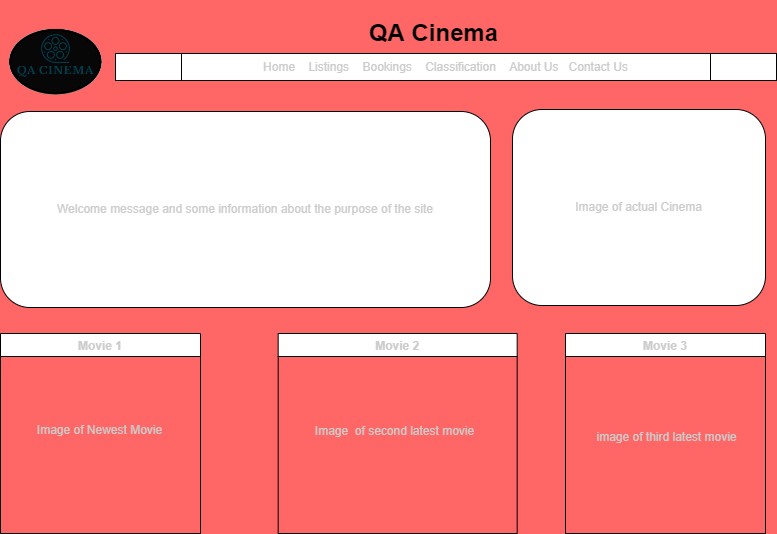 QA Cinema
QA CINEMA
Home Listings Bookings Classification About Us Contact Us
Welcome message and some information about the purpose of the site
Image of actual Cinema
Movie 1
Movie 2
Movie 3
Image of Newest Movie
Image of second latest movie
image of third latest movie